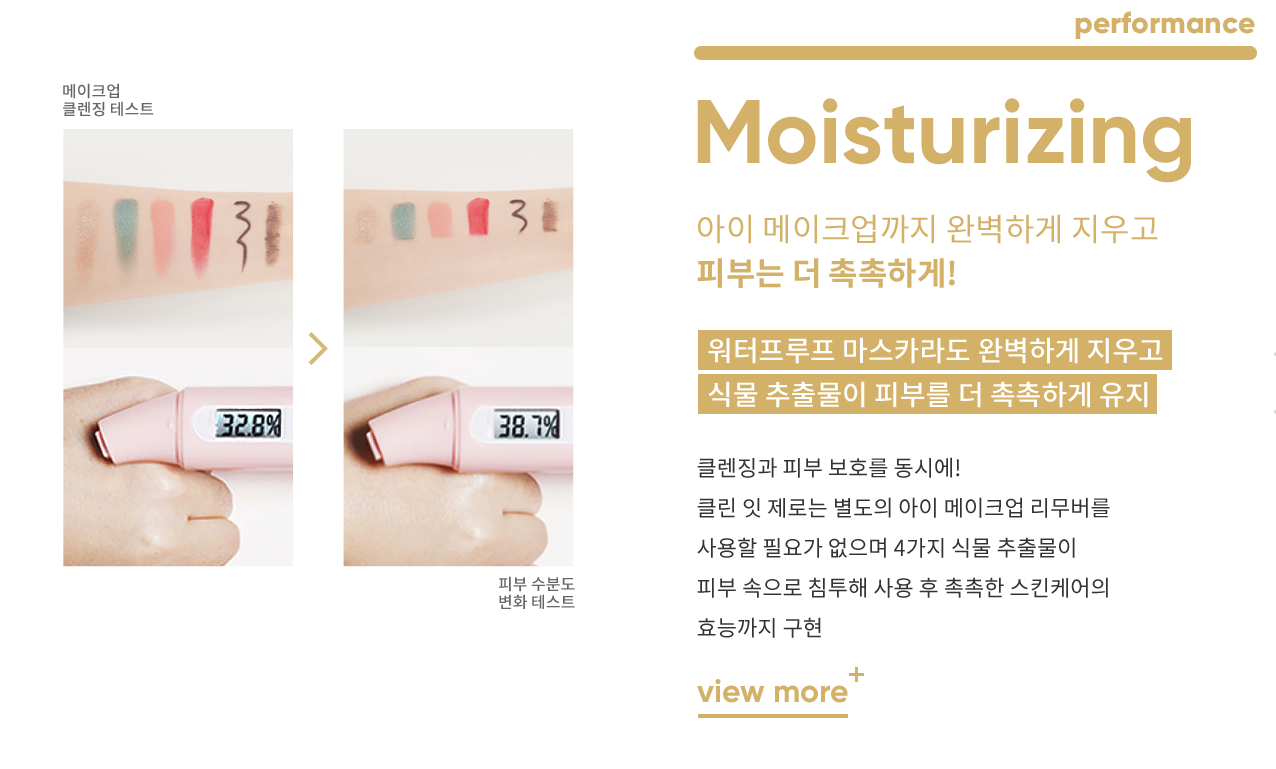 performance
메이크업
클렌징 테스트
32.8%
38.7%
피부 수분도
변화 테스트
Moisturizing
아이 메이크업까지 완벽하게 지우고
피부는 더 촉촉하게!
워터프루프 마스카라도 완벽하게 지우고
식물 추출물이 피부를 더 촉촉하게 유지
클렌징과 피부 보호를 동시에!
클린 잇 제로는 별도의 아이 메이크업 리무버를
사용할 필요가 없으며 4가지 식물 추출물이
피부 속으로 침투해 사용 후 촉촉한 스킨케어의
효능까지 구현
view more+